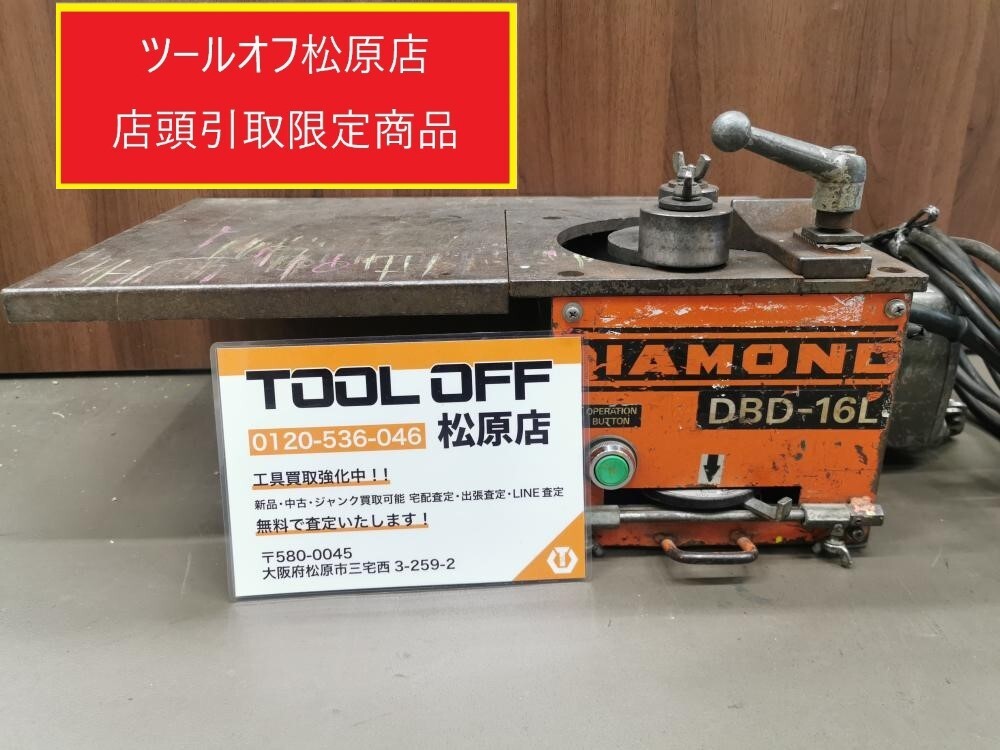 ツールオフ松原店
店頭引取限定商品
DIAMOND
DBD-16L
OPERATION
BUTTON
TOOL OFF
0120-536-046 松原店
工具買取強化中!!
新品・中古・ジャンク買取可能 宅配査定・出張査定・LINE査定
無料で査定いたします!
〒580-0045
大阪府松原市三宅西 3-259-2